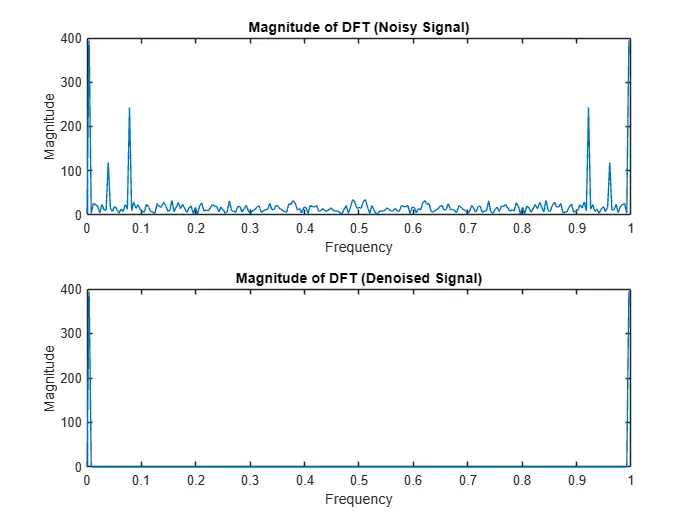 Magnitude of DFT (Noisy Signal)
400
300
200
100
0
Magnitude
0 0.1 0.2 0.3 0.4 0.5 0.6 0.7 0.8 0.9 1
Frequency
Magnitude of DFT (Denoised Signal)
400
300
200
100
0
Magnitude
0 0.1 0.2 0.3 0.4 0.5 0.6 0.7 0.8 0.9 1
Frequency